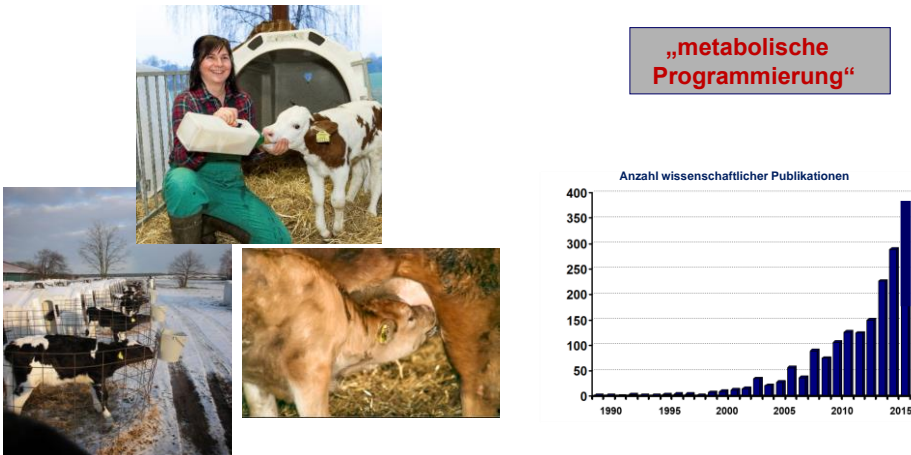 „metabolische
Programmierung“
Anzahl wissenschaftlicher Publikationen
400
350
300
250
200
150
100
50
0
1990 1995 2000 2005 2010 2015